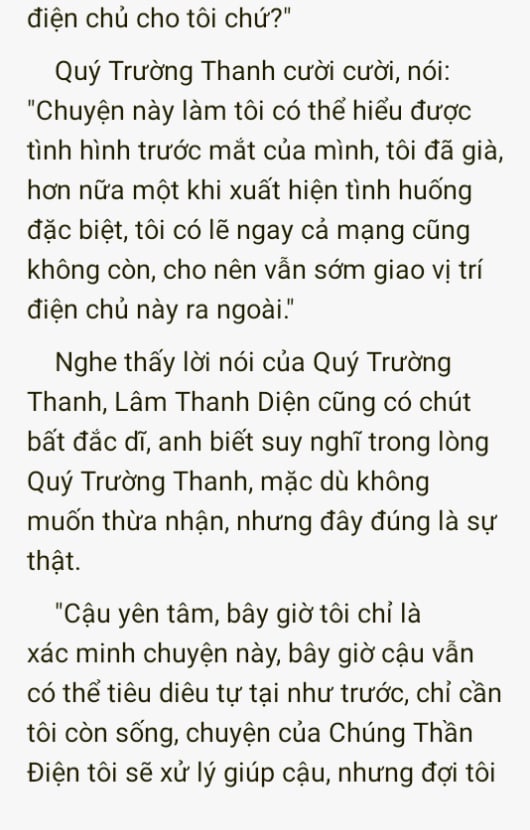 điện chủ cho tôi chứ?"
Quý Trường Thanh cười cười, nói:
"Chuyện này làm tôi có thể hiểu được
tình hình trước mắt của mình, tôi đã già,
hơn nữa một khi xuất hiện tình huống
đặc biệt, tôi có lẽ ngay cả mạng cũng
không còn, cho nên vẫn sớm giao vị trí
điện chủ này ra ngoài."
Nghe thấy lời nói của Quý Trường
Thanh, Lâm Thanh Diện cũng có chút
bất đắc dĩ, anh biết suy nghĩ trong lòng
Quý Trường Thanh, mặc dù không
muốn thừa nhận, nhưng đây đúng là sự
thật.
"Cậu yên tâm, bây giờ tôi chỉ là
xác minh chuyện này, bây giờ cậu vẫn
có thể tiêu diêu tự tại như trước, chỉ cần
tôi còn sống, chuyện của Chúng Thần
Điện tôi sẽ xử lý giúp cậu, nhưng đợi tôi